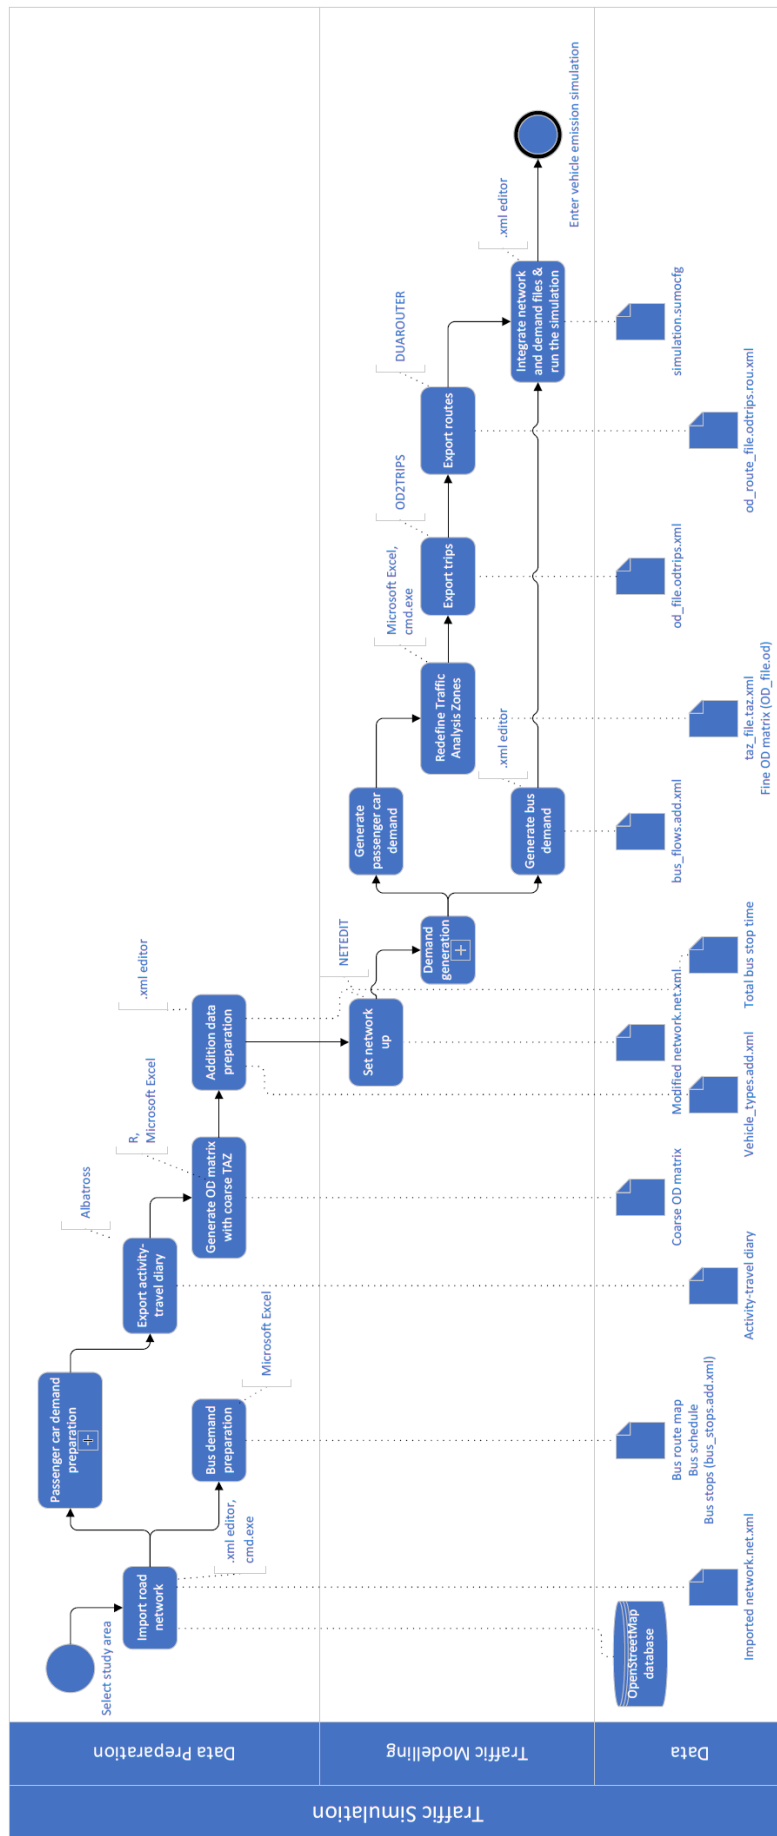 Traffic Simulation
Data Preparation
Traffic Modelling
Data
Select study area
Import road
network
.xml editor,
cmd.exe
Passenger car demand
preparation
Bus demand
preparation
Microsoft Excel
Export activity-
travel diary
Albatross
Generate OD matrix
with coarse TAZ
R,
Microsoft Excel
Addition data
preparation
.xml editor
Set network
up
NETEDIT
Demand
generation
Generate
passenger car
demand
Generate bus
demand
.xml editor
Redefine Traffic
Analysis Zones
Microsoft Excel,
cmd.exe
Export trips
OD2TRIPS
Export routes
DUAROUTER
Integrate network
and demand files &
run the simulation
.xml editor
Enter vehicle emission simulation
OpenStreetMap
database
Imported network.net.xml
Bus route map
Bus schedule
Bus stops (bus_stops.add.xml)
Activity-travel diary
Coarse OD matrix
Vehicle_types.add.xml
Modified network.net.xml
Total bus stop time
bus_flows.add.xml
taz_file.taz.xml
Fine OD matrix (OD_file.od)
od_file.odtrips.xml
od_route_file.odtrips.rou.xml
simulation.sumocfg